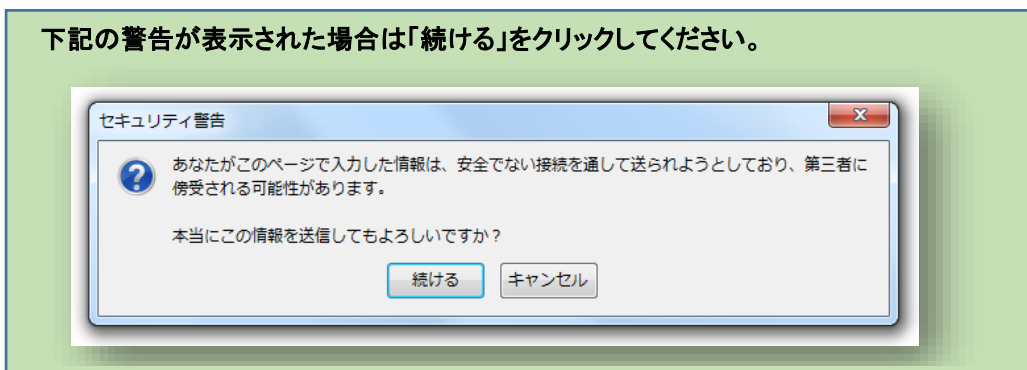 下記の警告が表示された場合は「続ける」をクリックしてください。
セキュリティ警告
あなたがこのページで入力した情報は、安全でない接続を通して送られようとしており、第三者に
傍受される可能性があります。
本当にこの情報を送信してもよろしいですか？
続ける キャンセル